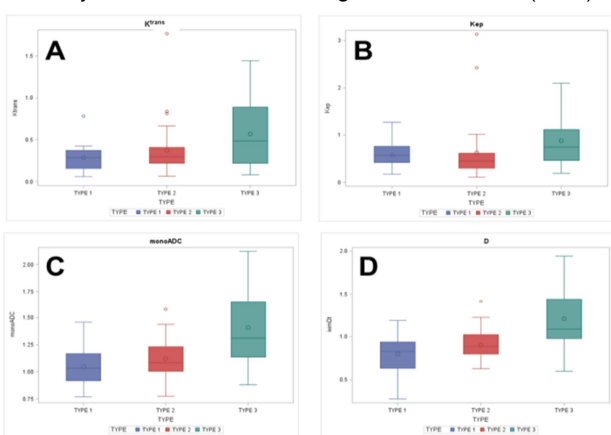 K^trans
A
1.5
1.0
0.5
0.0
Ktrans
TYPE 1 TYPE 2 TYPE 3
TYPE
TYPE TYPE 1 TYPE 2 TYPE 3
Kep
B
3
2
1
0
Kep
TYPE 1 TYPE 2 TYPE 3
TYPE
TYPE TYPE 1 TYPE 2 TYPE 3
monoADC
C
2.00
1.75
1.50
1.25
1.00
0.75
monoADC
TYPE 1 TYPE 2 TYPE 3
TYPE
TYPE TYPE 1 TYPE 2 TYPE 3
D
D
2.0
1.5
1.0
0.5
TYPE 1 TYPE 2 TYPE 3
TYPE
TYPE TYPE 1 TYPE 2 TYPE 3